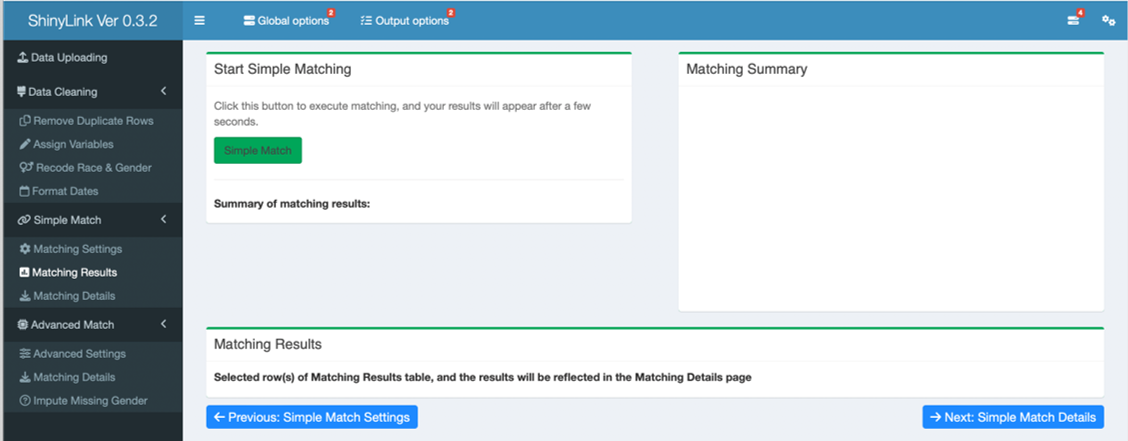 ShinyLink Ver 0.3.2
Global options 2
Output options 2
4
Data Uploading
Data Cleaning
Remove Duplicate Rows
Assign Variables
Recode Race & Gender
Format Dates
Simple Match
Matching Settings
Matching Results
Matching Details
Advanced Match
Advanced Settings
Matching Details
Impute Missing Gender
Start Simple Matching
Click this button to execute matching, and your results will appear after a few
seconds.
Simple Match
Summary of matching results:
Matching Summary
Matching Results
Selected row(s) of Matching Results table, and the results will be reflected in the Matching Details page
Previous: Simple Match Settings
Next: Simple Match Details